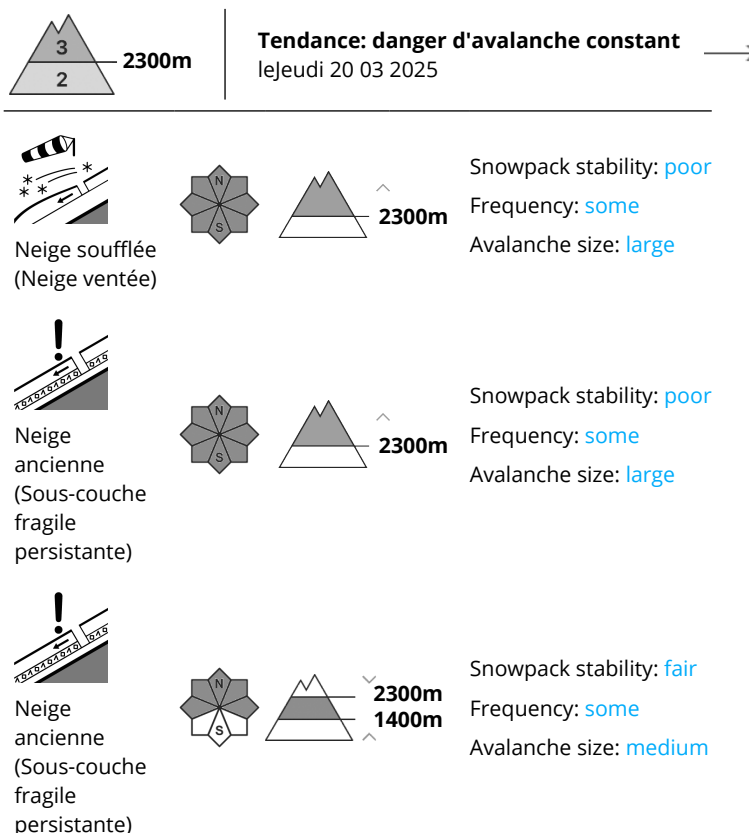 3
2
2300m
Tendance: danger d'avalanche constant
leJeudi 20 03 2025
Neige soufflée
(Neige ventée)
N
S
2300m
Snowpack stability: poor
Frequency: some
Avalanche size: large
Neige
ancienne
(Sous-couche
fragile
persistante)
N
S
2300m
Snowpack stability: poor
Frequency: some
Avalanche size: large
Neige
ancienne
(Sous-couche
fragile
persistante)
N
S
2300m
1400m
Snowpack stability: fair
Frequency: some
Avalanche size: medium